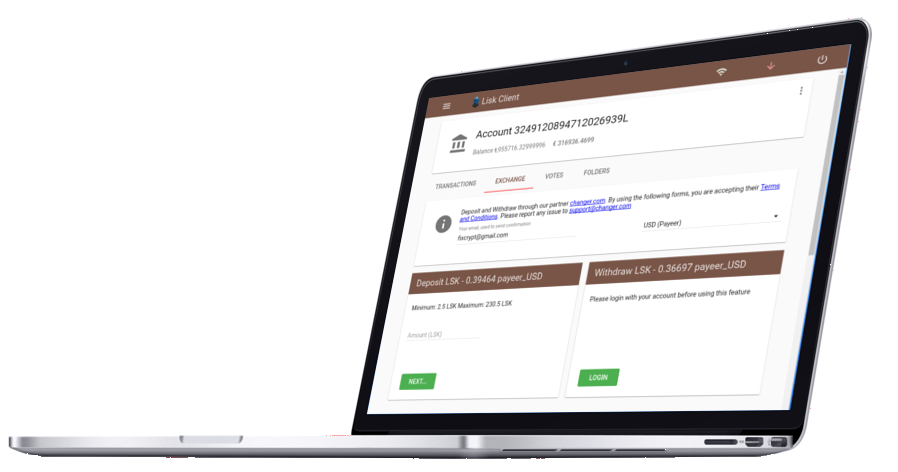 Lisk Client
Account 3249120894712026939L
Balance ₹,955716.32999996 € 316936.4699
TRANSACTIONS EXCHANGE VOTES FOLDERS
Deposit and Withdraw through our partner changer.com. By using the following forms, you are accepting their Terms
and Conditions. Please report any issue to support@changer.com
Your email, used to send confirmation
fixcrypt@gmail.com
USD (Payeer)
Deposit LSK - 0.39464 payeer_USD
Minimum: 2.5 LSK Maximum: 230.5 LSK
Amount (LSK)
NEXT...
Withdraw LSK - 0.36697 payeer_USD
Please login with your account before using this feature
LOGIN